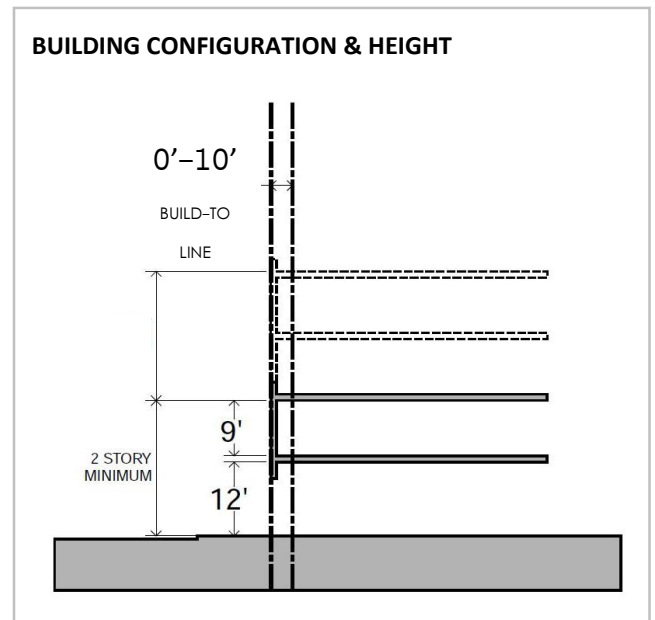 BUILDING CONFIGURATION & HEIGHT
0’–10’
BUILD–TO
LINE
9'
2 STORY
MINIMUM
12'